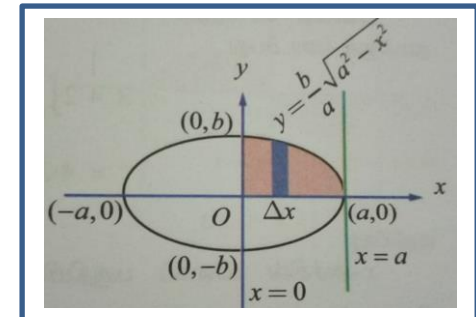 y = b/a √a² − x²
y
(0,b)
x
(−a,0)
O
Δx
(a,0)
(0,−b)
x = a
x = 0